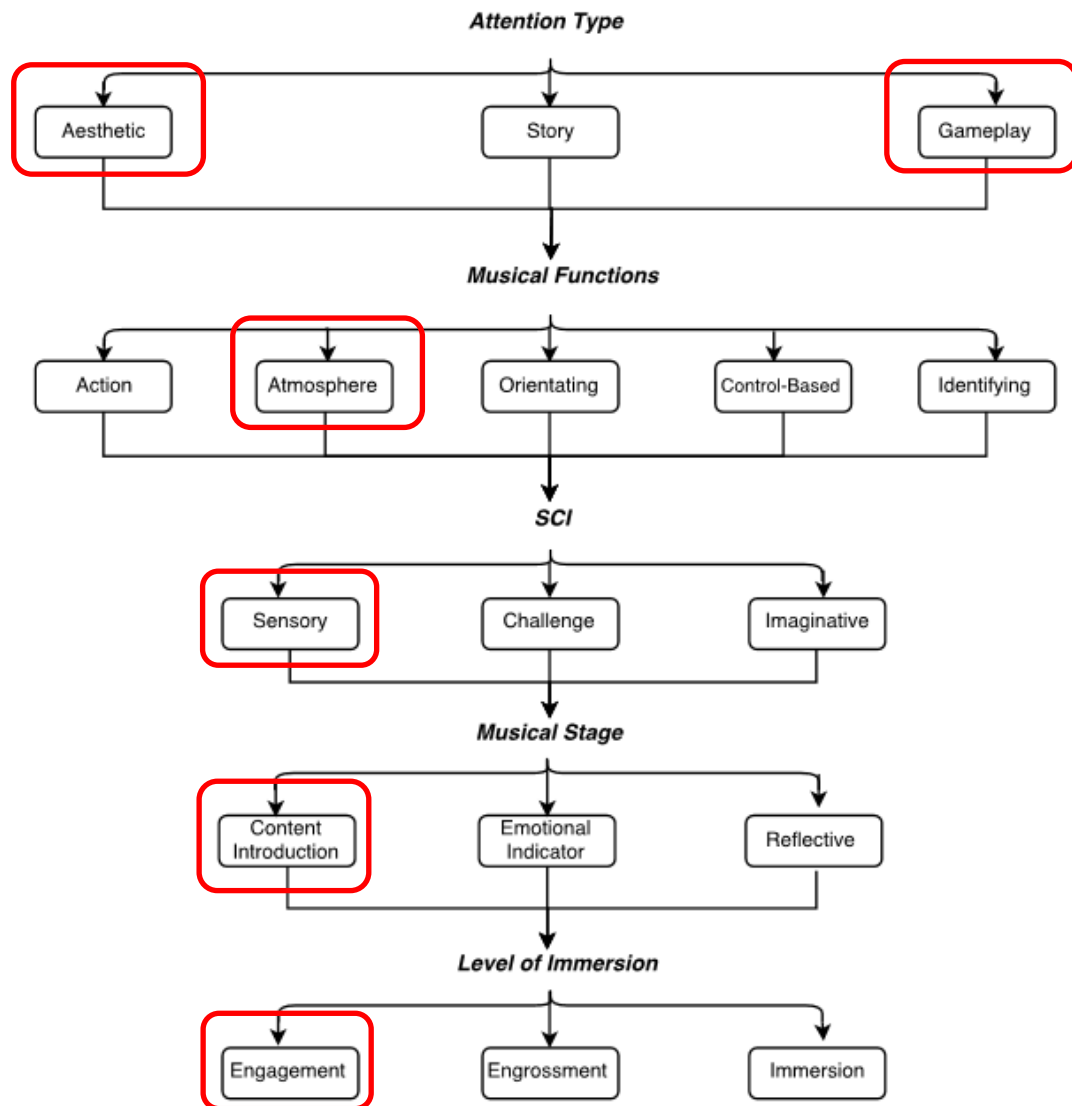 Attention Type
Aesthetic
Story
Gameplay
Musical Functions
Action
Atmosphere
Orientating
Control-Based
Identifying
SCI
Sensory
Challenge
Imaginative
Musical Stage
Content
Introduction
Emotional
Indicator
Reflective
Level of Immersion
Engagement
Engrossment
Immersion